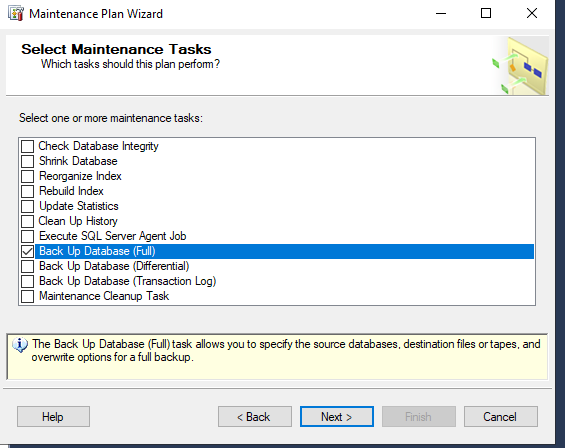 Maintenance Plan Wizard
Select Maintenance Tasks
Which tasks should this plan perform?
Select one or more maintenance tasks:
Check Database Integrity
Shrink Database
Reorganize Index
Rebuild Index
Update Statistics
Clean Up History
Execute SQL Server Agent Job
Back Up Database (Full)
Back Up Database (Differential)
Back Up Database (Transaction Log)
Maintenance Cleanup Task
The Back Up Database (Full) task allows you to specify the source databases, destination files or tapes, and
overwrite options for a full backup.
Help < Back Next > Finish Cancel